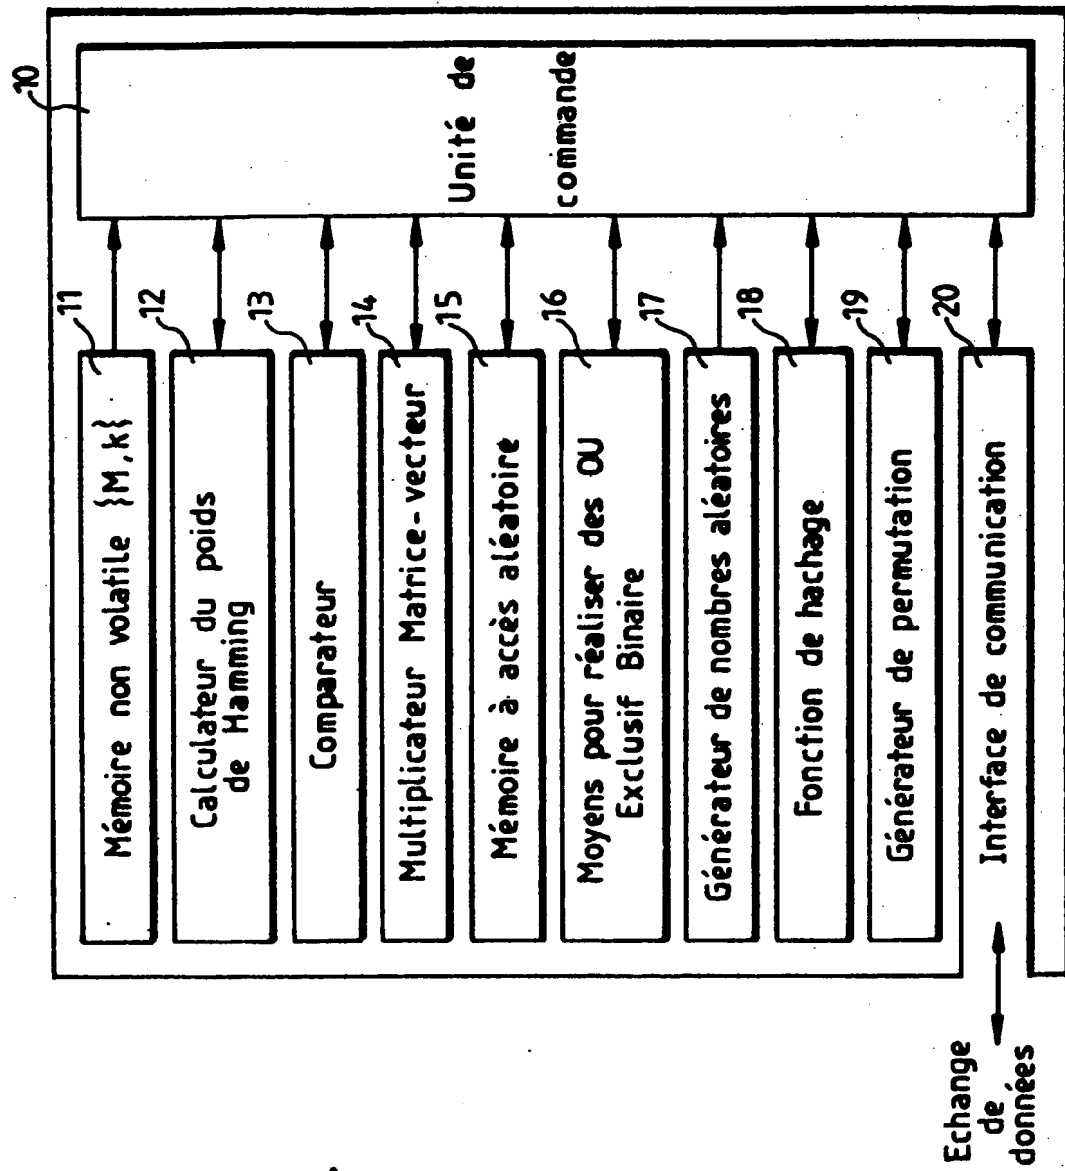 10
Unité de
commande
11
Mémoire non volatile {M,k}
12
Calculateur du poids
de Hamming
13
Comparateur
14
Multiplicateur Matrice-vecteur
15
Mémoire à accès aléatoire
16
Moyens pour réaliser des OU
Exclusif Binaire
17
Générateur de nombres aléatoires
18
Fonction de hachage
19
Générateur de permutation
20
Interface de communication
Echange
de
données